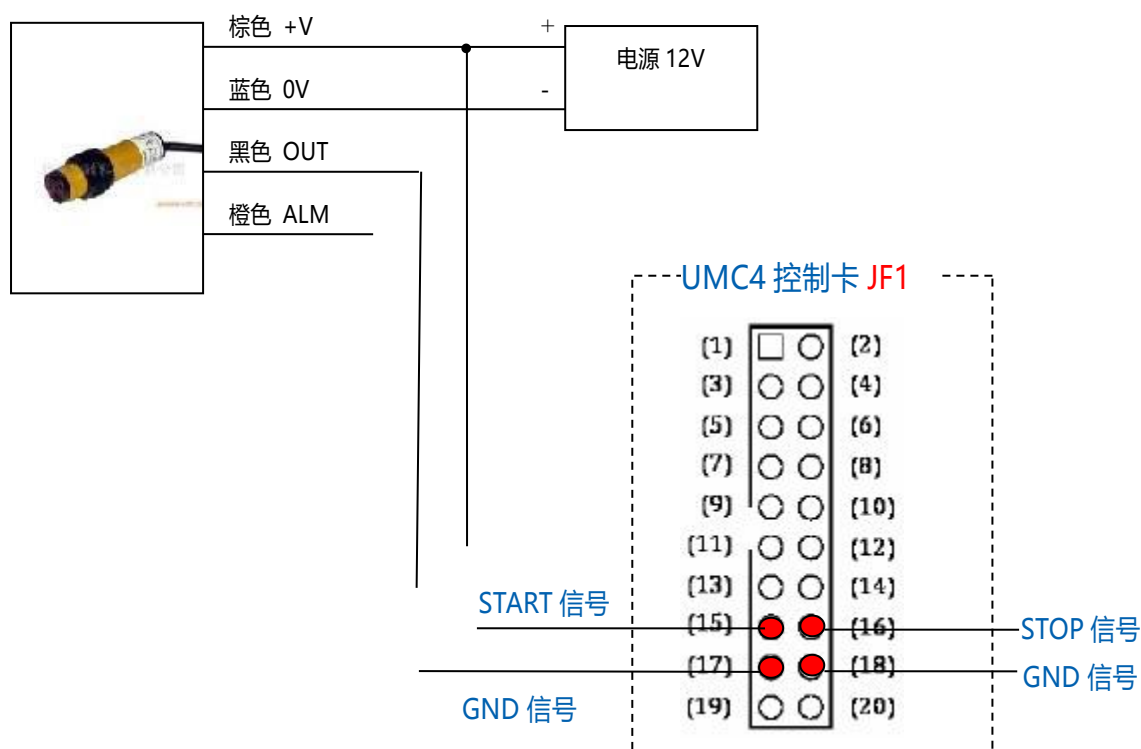 棕色 +V
+
电源 12V
蓝色 0V
-
黑色 OUT
橙色 ALM
UMC4 控制卡 JF1
(1) (2)
(3) (4)
(5) (6)
(7) (8)
(9) (10)
(11) (12)
(13) (14)
START 信号
(15) (16)
STOP 信号
(17) (18)
GND 信号
GND 信号
(19) (20)